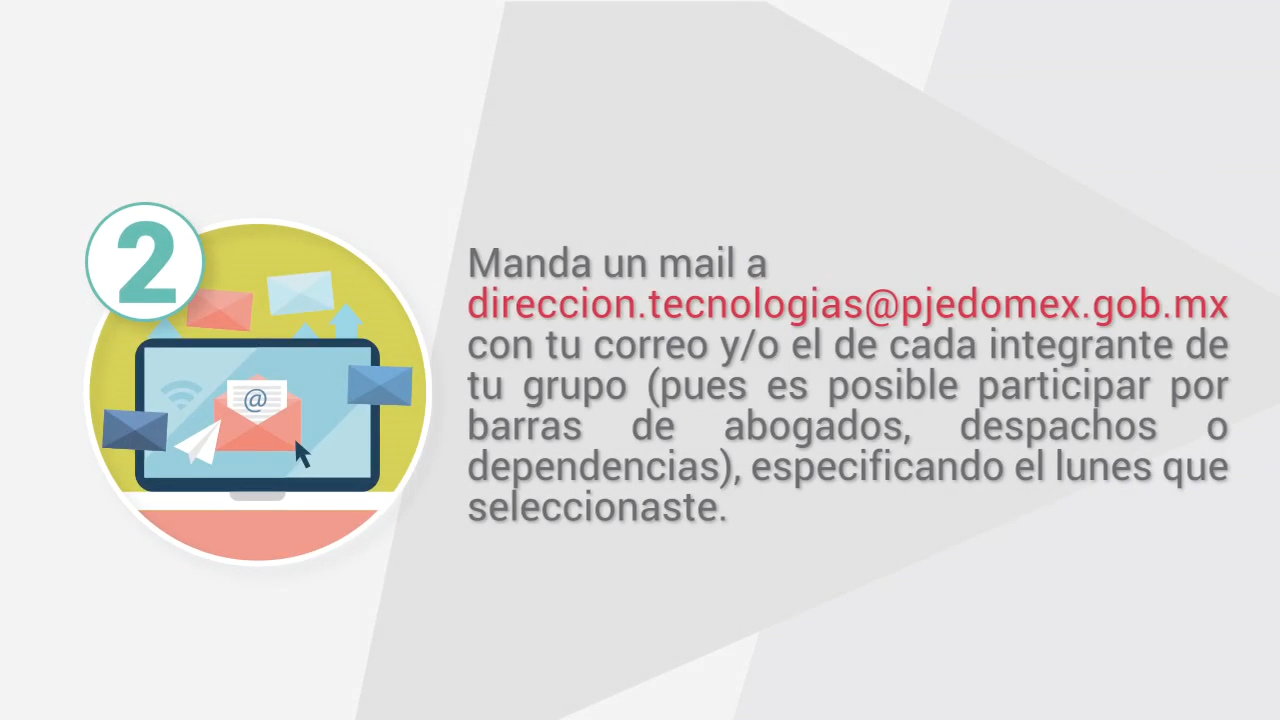 2
Manda un mail a
direccion.tecnologias@pjedomex.gob.mx
con tu correo y/o el de cada integrante de
tu grupo (pues es posible participar por
barras de abogados, despachos o
dependencias), especificando el lunes que
seleccionaste.
@